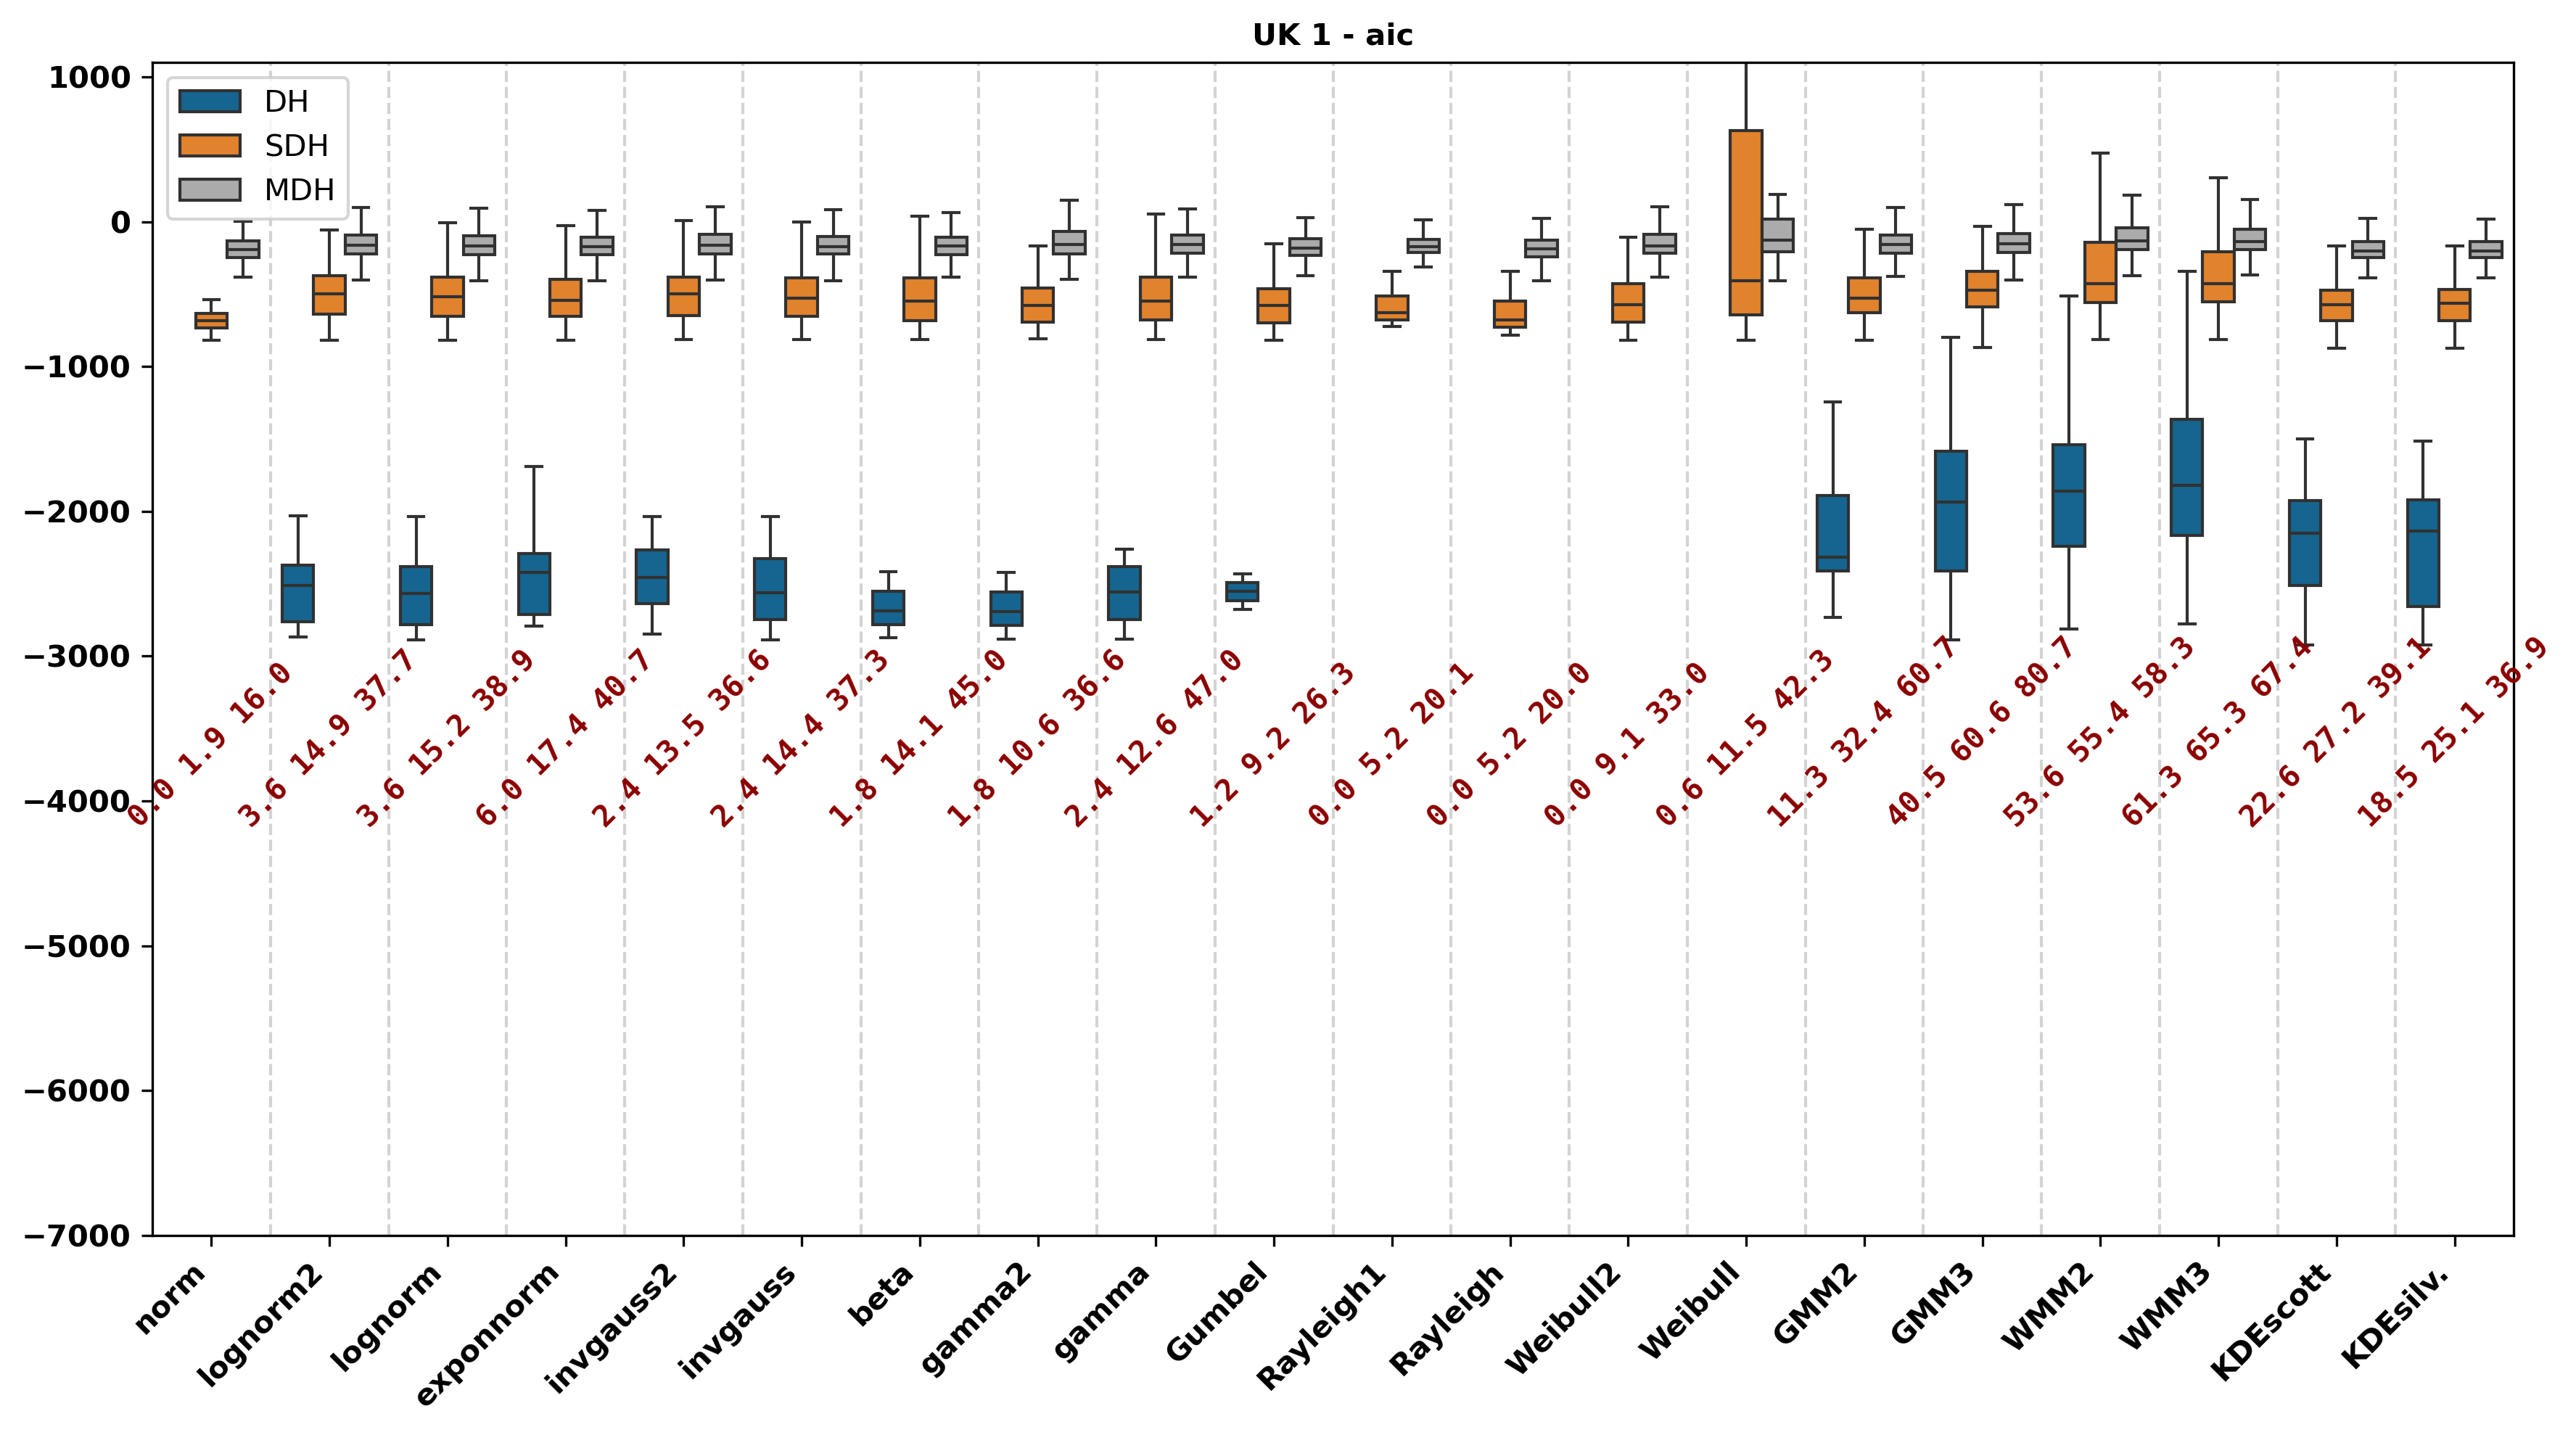 UK 1 - aic
1000
0
−1000
−2000
−3000
−4000
−5000
−6000
−7000
DH
SDH
MDH
0.0 1.9 16.0
3.6 14.9 37.7
3.6 15.2 38.9
6.0 17.4 40.7
2.4 13.5 36.6
2.4 14.4 37.3
1.8 14.1 45.0
1.8 10.6 36.6
2.4 12.6 47.0
1.2 9.2 26.3
0.0 5.2 20.1
0.0 5.2 20.0
0.0 9.1 33.0
0.6 11.5 42.3
11.3 32.4 60.7
40.5 60.6 80.7
53.6 55.4 58.3
61.3 65.3 67.4
22.6 27.2 39.1
18.5 25.1 36.9
norm
lognorm2
lognorm
exponnorm
invgauss2
invgauss
beta
gamma2
gamma
Gumbel
Rayleigh1
Rayleigh
Weibull2
Weibull
GMM2
GMM3
WMM2
WMM3
KDEscott
KDEsilv.